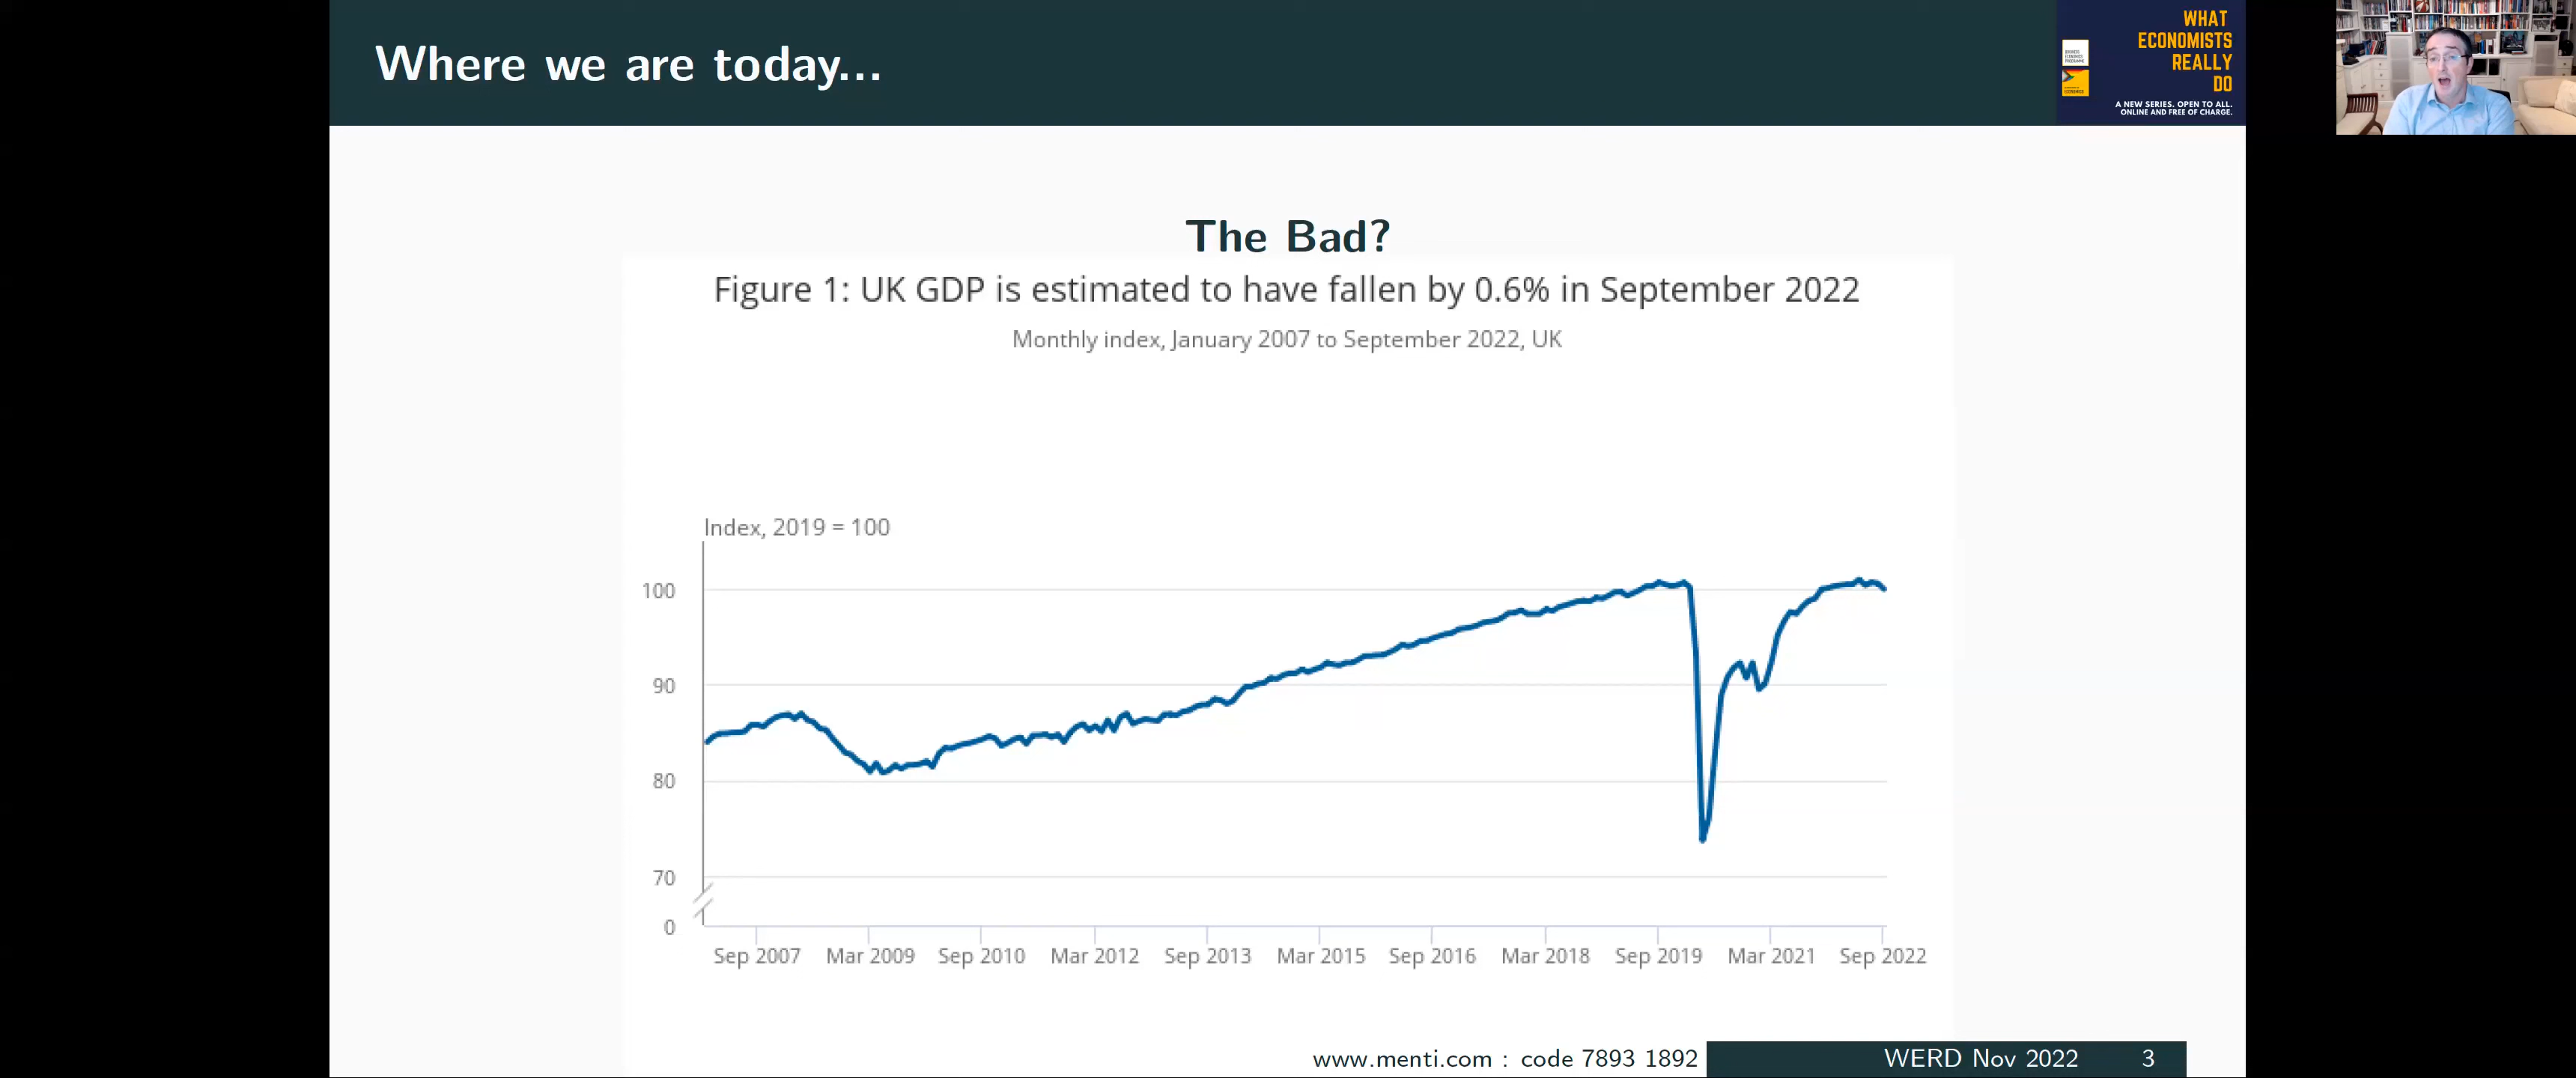 Where we are today...
WHAT
ECONOMISTS
REALLY
DO
A NEW SERIES. OPEN TO ALL.
ONLINE AND FREE OF CHARGE.
The Bad?
Figure 1: UK GDP is estimated to have fallen by 0.6% in September 2022
Monthly index, January 2007 to September 2022, UK
Index, 2019 = 100
100
90
80
70
0
Sep 2007 Mar 2009 Sep 2010 Mar 2012 Sep 2013 Mar 2015 Sep 2016 Mar 2018 Sep 2019 Mar 2021 Sep 2022
www.menti.com : code 7893 1892 WERD Nov 2022 3